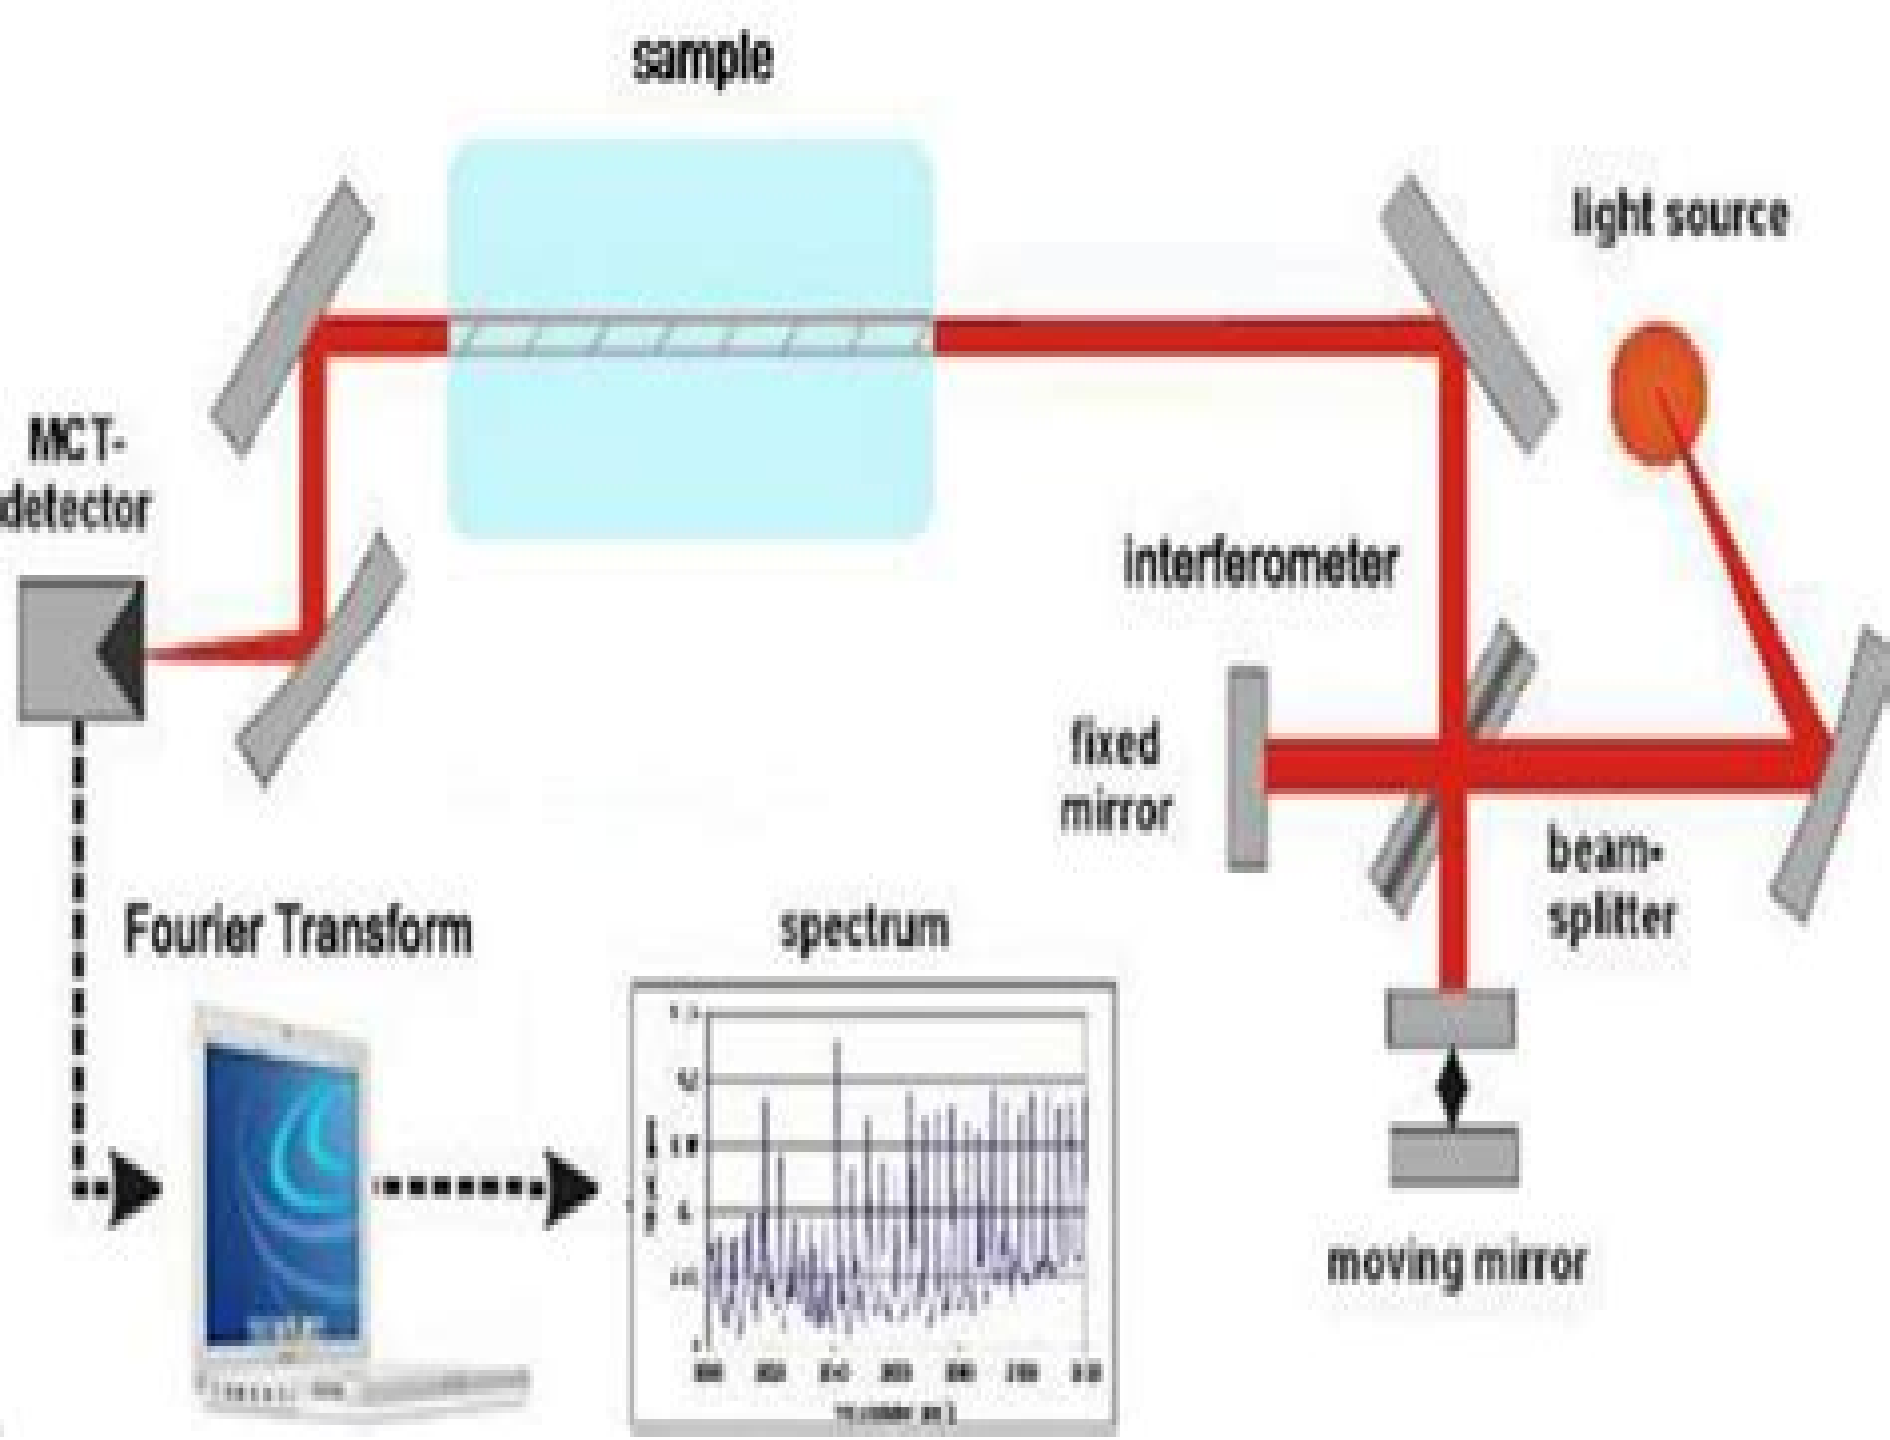 sample
light source
MCT-
detector
interferometer
fixed
mirror
beam-
splitter
Fourier Transform
spectrum
moving mirror